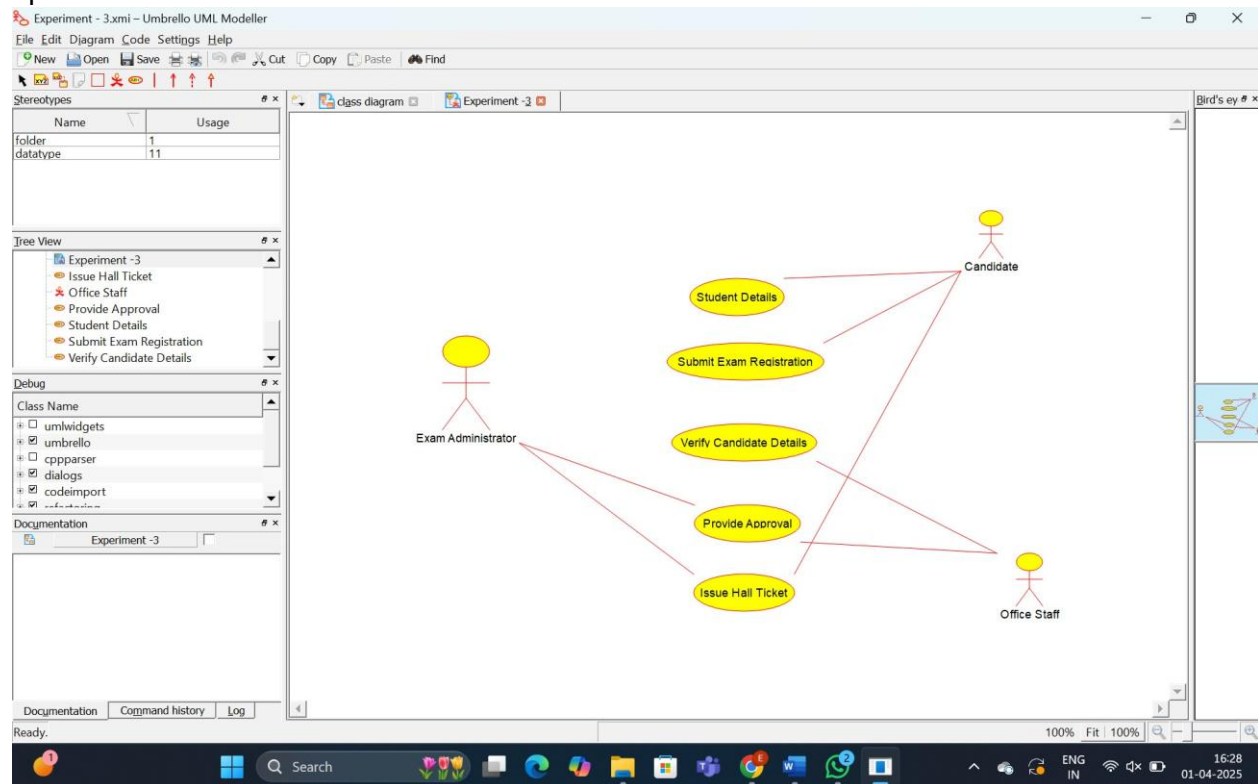 Experiment - 3.xmi – Umbrello UML Modeller
File Edit Diagram Code Settings Help
New Open Save Cut Copy Paste Find
Stereotypes
Name Usage
folder 1
datatype 11
Tree View
Experiment -3
Issue Hall Ticket
Office Staff
Provide Approval
Student Details
Submit Exam Registration
Verify Candidate Details
Debug
Class Name
umlwidgets
umbrello
cppparser
dialogs
codeimport
Documentation
Experiment -3
Documentation Command history Log
Ready.
class diagram Experiment -3
Candidate
Student Details
Submit Exam Registration
Exam Administrator
Verify Candidate Details
Provide Approval
Issue Hall Ticket
Office Staff
Bird's ey
100% Fit 100%
1
Search
2
ENG
IN
16:28
01-04-2025